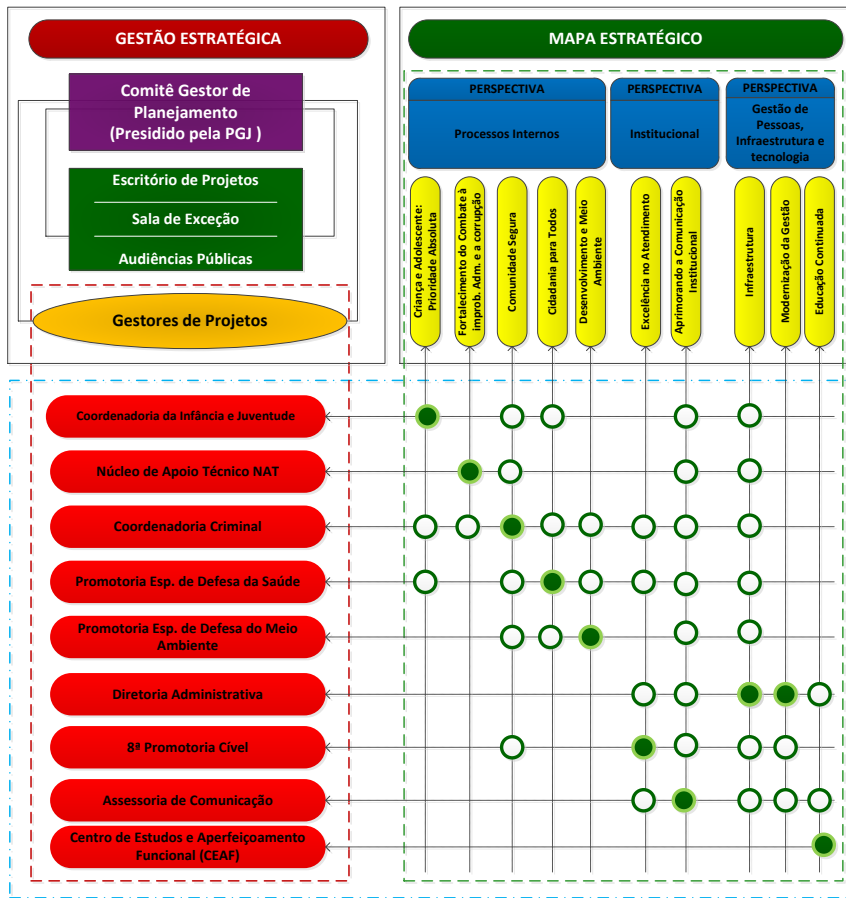 GESTÃO ESTRATÉGICA
Comitê Gestor de
Planejamento
(Presidido pela PGJ )
Escritório de Projetos
Sala de Exceção
Audiências Públicas
Gestores de Projetos
MAPA ESTRATÉGICO
PERSPECTIVA
Processos Internos
PERSPECTIVA
Institucional
PERSPECTIVA
Gestão de
Pessoas,
Infraestrutura e
tecnologia
Criança e Adolescente:
Prioridade Absoluta
Fortalecimento do Combate à
improb. Adm. e a corrupção
Comunidade Segura
Cidadania para Todos
Desenvolvimento e Meio
Ambiente
Excelência no Atendimento
Aprimorando a Comunicação
Institucional
Infraestrutura
Modernização da Gestão
Educação Continuada
Coordenadoria da Infância e Juventude
Núcleo de Apoio Técnico NAT
Coordenadoria Criminal
Promotoria Esp. de Defesa da Saúde
Promotoria Esp. de Defesa do Meio
Ambiente
Diretoria Administrativa
8ª Promotoria Cível
Assessoria de Comunicação
Centro de Estudos e Aperfeiçoamento
Funcional (CEAF)